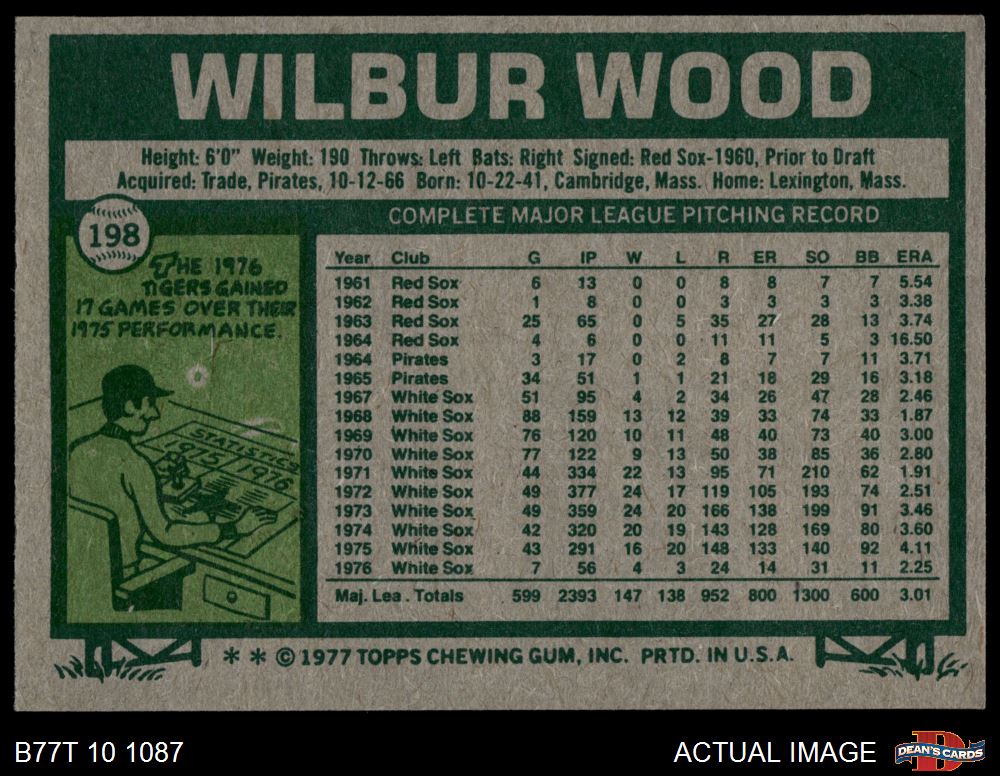 WILBUR WOOD
Height: 6'0" Weight: 190 Throws: Left Bats: Right Signed: Red Sox-1960, Prior to Draft
Acquired: Trade, Pirates, 10-12-66 Born: 10-22-41, Cambridge, Mass. Home: Lexington, Mass.
198
THE 1976
TIGERS GAINED
17 GAMES OVER THEIR
1975 PERFORMANCE.
STATISTICS
1975 1976
COMPLETE MAJOR LEAGUE PITCHING RECORD
Year Club G IP W L R ER SO BB ERA
1961 Red Sox 6 13 0 0 8 8 7 7 5.54
1962 Red Sox 1 8 0 0 3 3 3 3 3.38
1963 Red Sox 25 65 0 5 35 27 28 13 3.74
1964 Red Sox 4 6 0 0 11 11 5 3 16.50
1964 Pirates 3 17 0 2 8 7 7 11 3.71
1965 Pirates 34 51 1 1 21 18 29 16 3.18
1967 White Sox 51 95 4 2 34 26 47 28 2.46
1968 White Sox 88 159 13 12 39 33 74 33 1.87
1969 White Sox 76 120 10 11 48 40 73 40 3.00
1970 White Sox 77 122 9 13 50 38 85 36 2.80
1971 White Sox 44 334 22 13 95 71 210 62 1.91
1972 White Sox 49 377 24 17 119 105 193 74 2.51
1973 White Sox 49 359 24 20 166 138 199 91 3.46
1974 White Sox 42 320 20 19 143 128 169 80 3.60
1975 White Sox 43 291 16 20 148 133 140 92 4.11
1976 White Sox 7 56 4 3 24 14 31 11 2.25
Maj. Lea. Totals 599 2393 147 138 952 800 1300 600 3.01
* * © 1977 TOPPS CHEWING GUM, INC. PRTD. IN U.S.A.
B77T 10 1087
ACTUAL IMAGE
DEAN'S CARDS